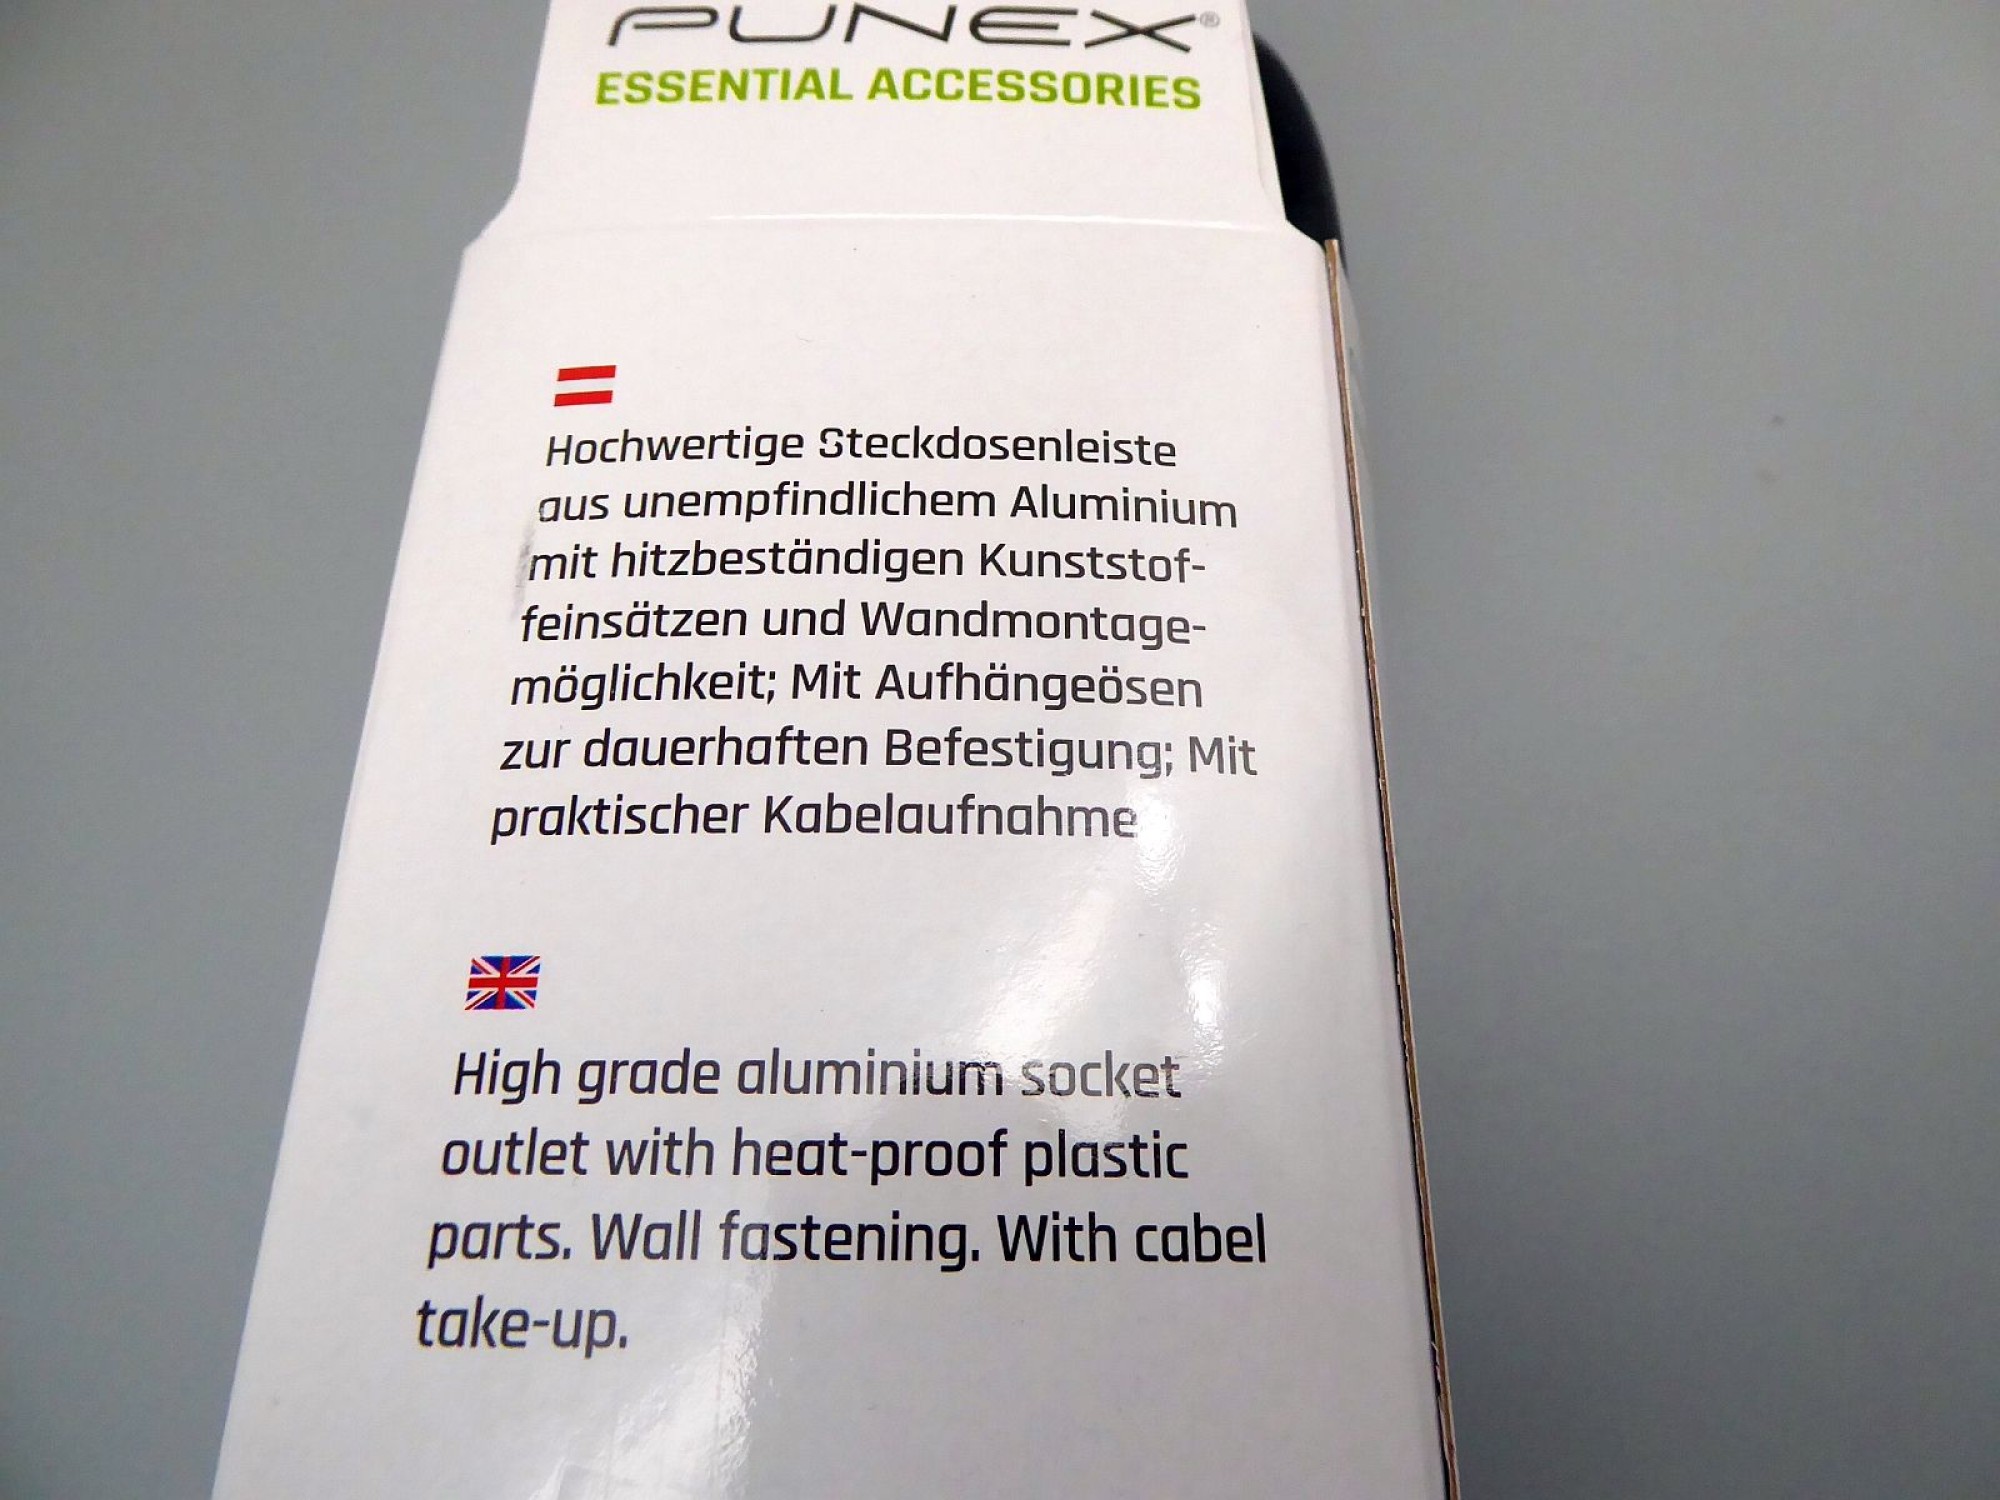 PUNEX®
ESSENTIAL ACCESSORIES
Hochwertige Steckdosenleiste
aus unempfindlichem Aluminium
mit hitzbeständigen Kunststof-
feinsätzen und Wandmontage-
möglichkeit; Mit Aufhängeösen
zur dauerhaften Befestigung; Mit
praktischer Kabelaufnahme
High grade aluminium socket
outlet with heat-proof plastic
parts. Wall fastening. With cabel
take-up.